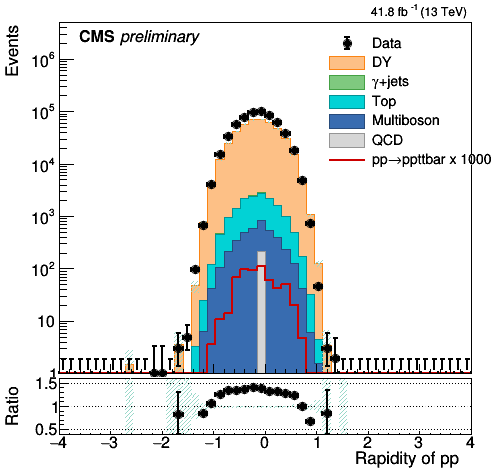 41.8 fb⁻¹ (13 TeV)
CMS preliminary
Events
Data
DY
γ+jets
Top
Multiboson
QCD
pp→ppttbar x 1000
10⁶
10⁵
10⁴
10³
10²
10
1
Ratio
1.5
1
0.5
−4 −3 −2 −1 0 1 2 3 4
Rapidity of pp